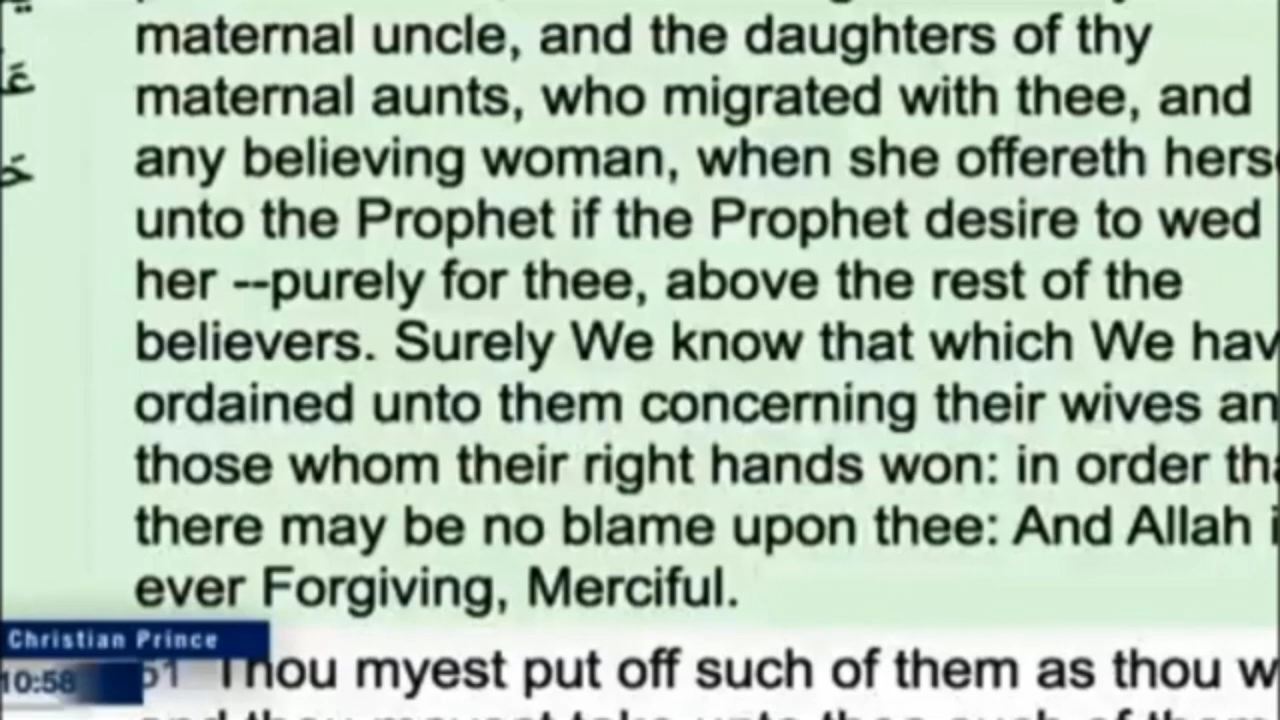 maternal uncle, and the daughters of thy
maternal aunts, who migrated with thee, and
any believing woman, when she offereth hers
unto the Prophet if the Prophet desire to wed
her --purely for thee, above the rest of the
believers. Surely We know that which We hav
ordained unto them concerning their wives an
those whom their right hands won: in order tha
there may be no blame upon thee: And Allah i
ever Forgiving, Merciful.
Christian Prince
10:58
51 Thou myest put off such of them as thou w